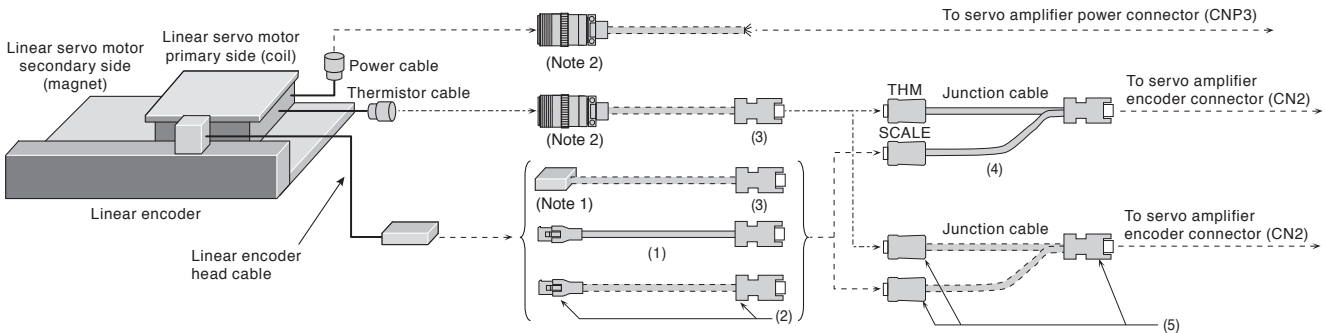 To servo amplifier power connector (CNP3)
Linear servo motor
primary side (coil)
Linear servo motor
secondary side
(magnet)
Power cable
(Note 2)
Thermistor cable
THM
Junction cable
To servo amplifier
encoder connector (CN2)
(Note 2)
(3)
SCALE
(4)
(Note 1)
(3)
Linear encoder
Linear encoder
head cable
(1)
Junction cable
To servo amplifier
encoder connector (CN2)
(2)
(5)